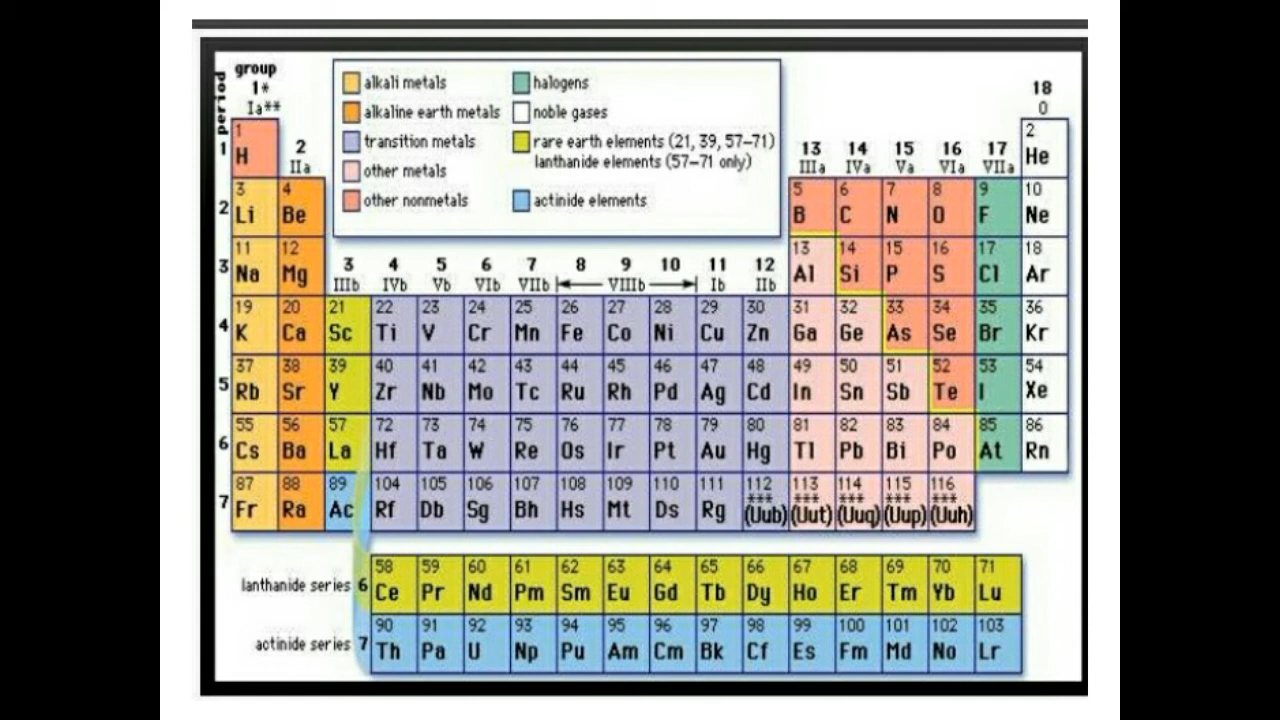 group
period
1*
Ia**
18
0
alkali metals
alkaline earth metals
transition metals
other metals
other nonmetals
halogens
noble gases
rare earth elements (21, 39, 57–71)
lanthanide elements (57–71 only)
actinide elements
2
IIa
13 14 15 16 17
IIIa IVa Va VIa VIIa
1
1 2
H He
2
3 4 5 6 7 8 9 10
Li Be B C N O F Ne
3
11 12 13 14 15 16 17 18
Na Mg Al Si P S Cl Ar
3 4 5 6 7 8 9 10 11 12
IIIb IVb Vb VIb VIIb VIIIb Ib IIb
4
19 20 21 22 23 24 25 26 27 28 29 30 31 32 33 34 35 36
K Ca Sc Ti V Cr Mn Fe Co Ni Cu Zn Ga Ge As Se Br Kr
5
37 38 39 40 41 42 43 44 45 46 47 48 49 50 51 52 53 54
Rb Sr Y Zr Nb Mo Tc Ru Rh Pd Ag Cd In Sn Sb Te I Xe
6
55 56 57 72 73 74 75 76 77 78 79 80 81 82 83 84 85 86
Cs Ba La Hf Ta W Re Os Ir Pt Au Hg Tl Pb Bi Po At Rn
7
87 88 89 104 105 106 107 108 109 110 111 112 113 114 115 116
*** *** *** *** ***
Fr Ra Ac Rf Db Sg Bh Hs Mt Ds Rg (Uub) (Uut) (Uuq) (Uup) (Uuh)
lanthanide series 6
58 59 60 61 62 63 64 65 66 67 68 69 70 71
Ce Pr Nd Pm Sm Eu Gd Tb Dy Ho Er Tm Yb Lu
actinide series 7
90 91 92 93 94 95 96 97 98 99 100 101 102 103
Th Pa U Np Pu Am Cm Bk Cf Es Fm Md No Lr